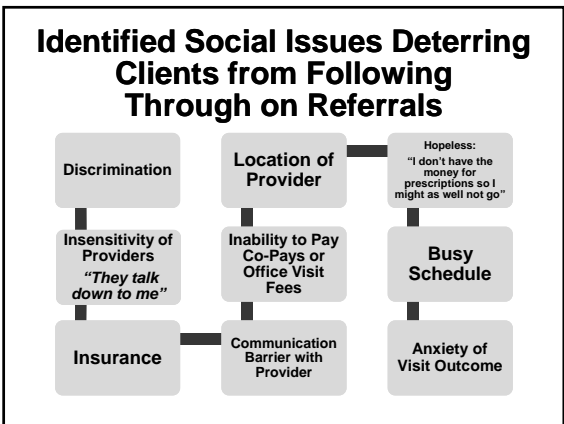 Identified Social Issues Deterring
Clients from Following
Through on Referrals
Discrimination
Insensitivity of
Providers
"They talk
down to me"
Insurance
Communication
Barrier with
Provider
Inability to Pay
Co-Pays or
Office Visit
Fees
Location of
Provider
Hopeless:
"I don't have the
money for
prescriptions so I
might as well not go"
Busy
Schedule
Anxiety of
Visit Outcome